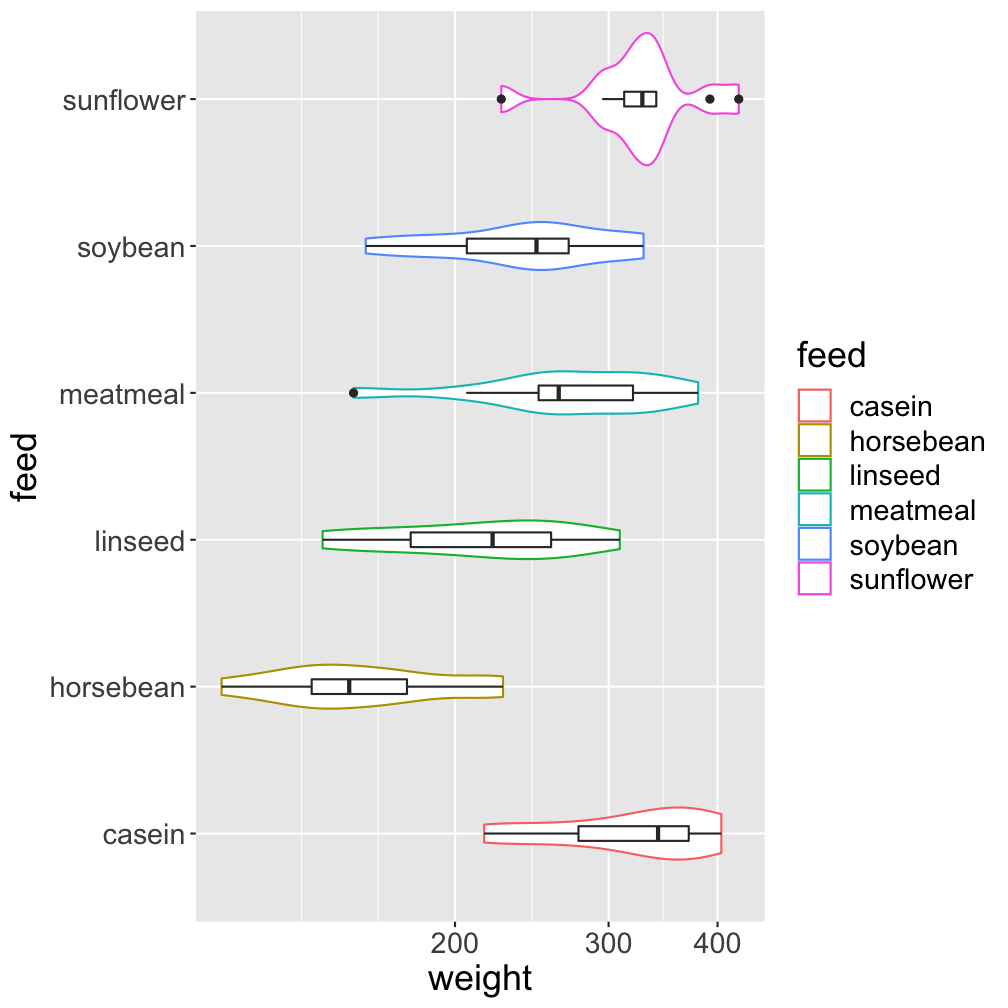 sunflower
soybean
meatmeal
linseed
horsebean
casein
feed
200 300 400
weight
feed
casein
horsebean
linseed
meatmeal
soybean
sunflower